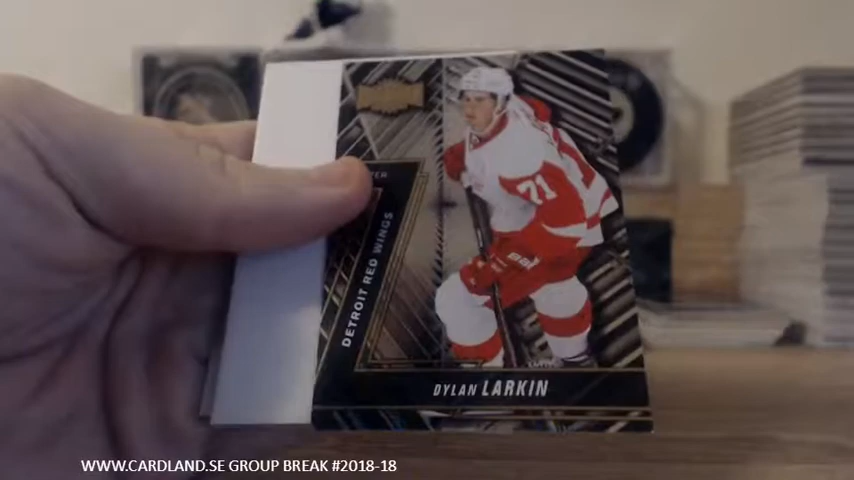 DETROIT RED WINGS
71
DYLAN LARKIN
WWW.CARDLAND.SE GROUP BREAK #2018-18